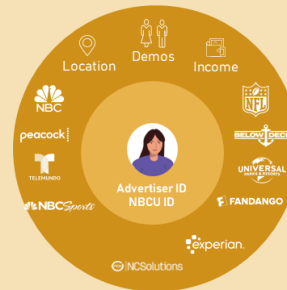 Location
Demos
Income
NBC
NFL
peacock
BELOW DECK
TELEMUNDO
UNIVERSAL
PARKS & RESORTS
Advertiser ID
NBCU ID
NBC Sports
FANDANGO
experian.
NCSolutions